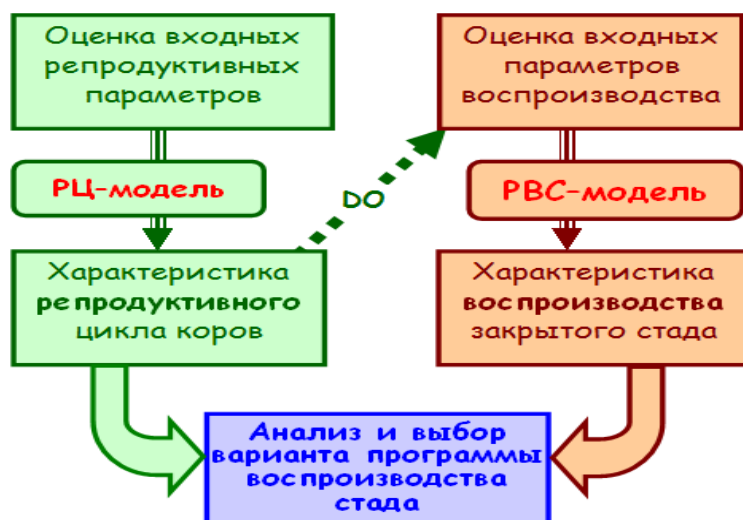 Оценка входных
репродуктивных
параметров
РЦ-модель
Характеристика
репродуктивного
цикла коров
DO
Оценка входных
параметров
воспроизводства
РВС-модель
Характеристика
воспроизводства
закрытого стада
Анализ и выбор
варианта программы
воспроизводства
стада